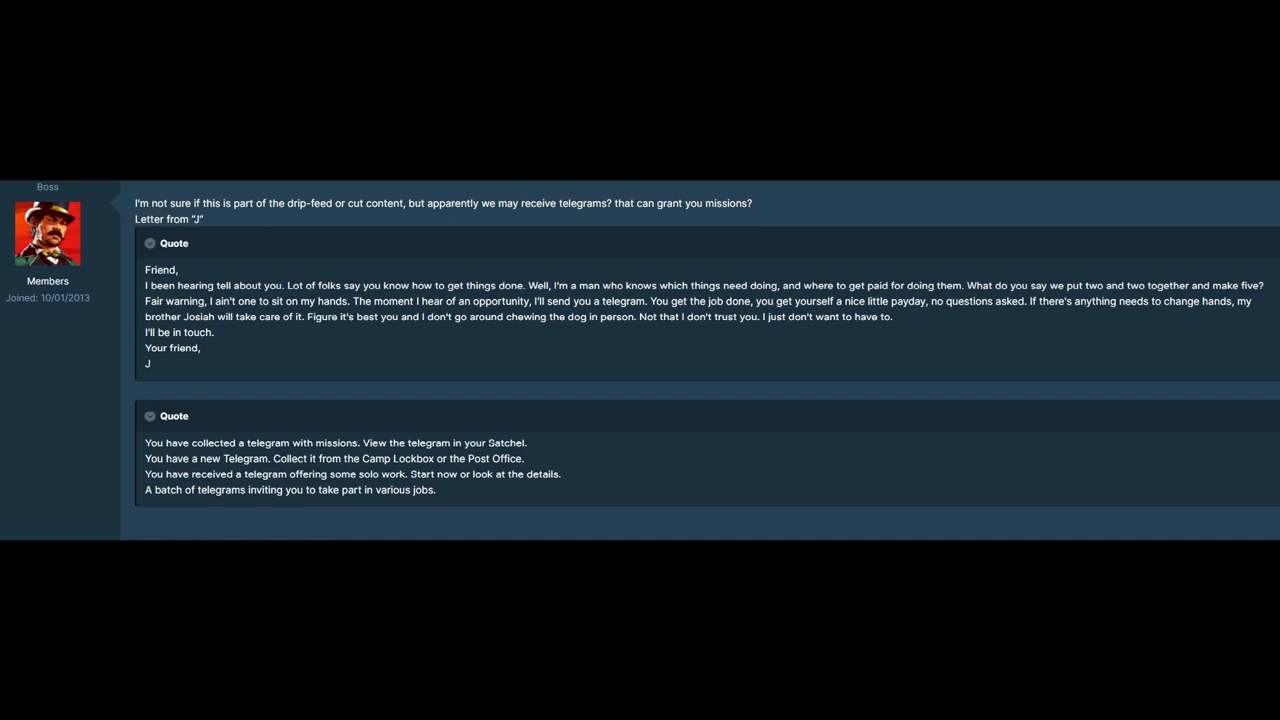 Boss
Members
Joined: 10/01/2013
I'm not sure if this is part of the drip-feed or cut content, but apparently we may receive telegrams? that can grant you missions?
Letter from “J”
Quote
Friend,
I been hearing tell about you. Lot of folks say you know how to get things done. Well, I'm a man who knows which things need doing, and where to get paid for doing them. What do you say we put two and two together and make five?
Fair warning, I ain't one to sit on my hands. The moment I hear of an opportunity, I'll send you a telegram. You get the job done, you get yourself a nice little payday, no questions asked. If there's anything needs to change hands, my
brother Josiah will take care of it. Figure it's best you and I don't go around chewing the dog in person. Not that I don't trust you. I just don't want to have to.
I'll be in touch.
Your friend,
J
Quote
You have collected a telegram with missions. View the telegram in your Satchel.
You have a new Telegram. Collect it from the Camp Lockbox or the Post Office.
You have received a telegram offering some solo work. Start now or look at the details.
A batch of telegrams inviting you to take part in various jobs.